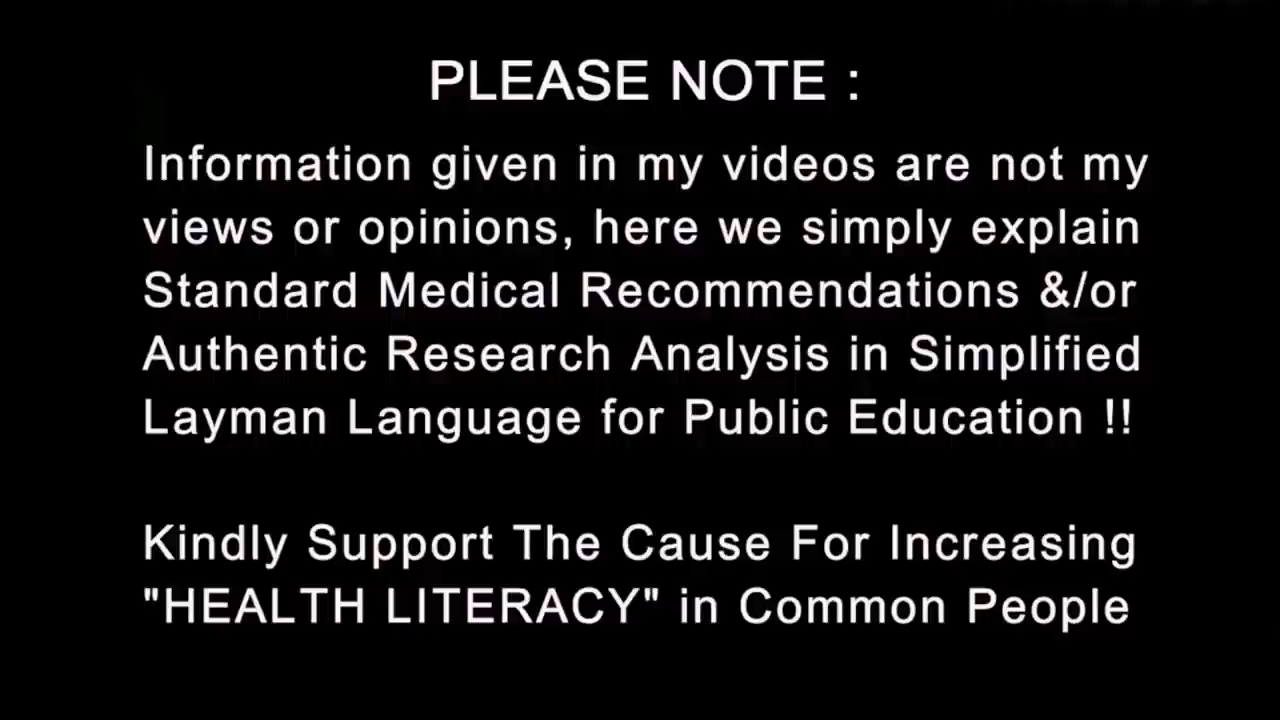 PLEASE NOTE :
Information given in my videos are not my
views or opinions, here we simply explain
Standard Medical Recommendations &/or
Authentic Research Analysis in Simplified
Layman Language for Public Education !!
Kindly Support The Cause For Increasing
"HEALTH LITERACY" in Common People